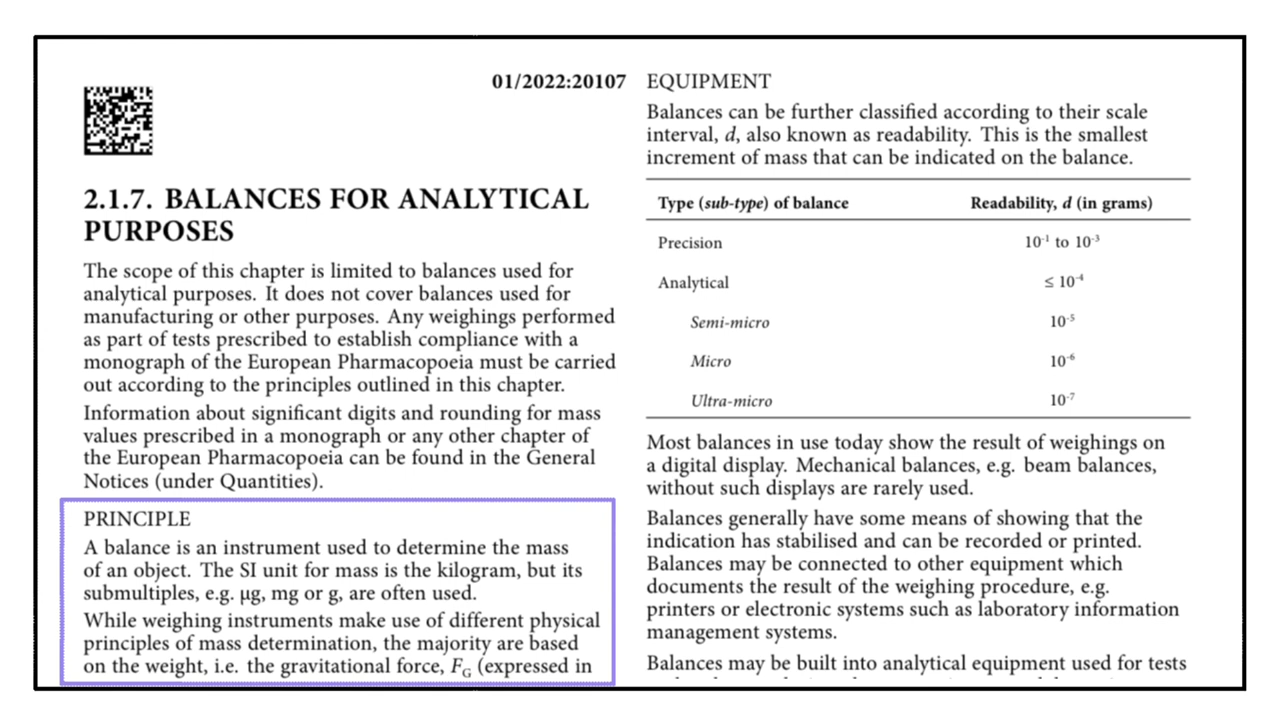 01/2022:20107
2.1.7. BALANCES FOR ANALYTICAL
PURPOSES
The scope of this chapter is limited to balances used for
analytical purposes. It does not cover balances used for
manufacturing or other purposes. Any weighings performed
as part of tests prescribed to establish compliance with a
monograph of the European Pharmacopoeia must be carried
out according to the principles outlined in this chapter.
Information about significant digits and rounding for mass
values prescribed in a monograph or any other chapter of
the European Pharmacopoeia can be found in the General
Notices (under Quantities).
PRINCIPLE
A balance is an instrument used to determine the mass
of an object. The SI unit for mass is the kilogram, but its
submultiples, e.g. µg, mg or g, are often used.
While weighing instruments make use of different physical
principles of mass determination, the majority are based
on the weight, i.e. the gravitational force, F_G (expressed in
EQUIPMENT
Balances can be further classified according to their scale
interval, d, also known as readability. This is the smallest
increment of mass that can be indicated on the balance.
Type (sub-type) of balance Readability, d (in grams)
Precision 10⁻¹ to 10⁻³
Analytical ≤ 10⁻⁴
Semi-micro 10⁻⁵
Micro 10⁻⁶
Ultra-micro 10⁻⁷
Most balances in use today show the result of weighings on
a digital display. Mechanical balances, e.g. beam balances,
without such displays are rarely used.
Balances generally have some means of showing that the
indication has stabilised and can be recorded or printed.
Balances may be connected to other equipment which
documents the result of the weighing procedure, e.g.
printers or electronic systems such as laboratory information
management systems.
Balances may be built into analytical equipment used for tests